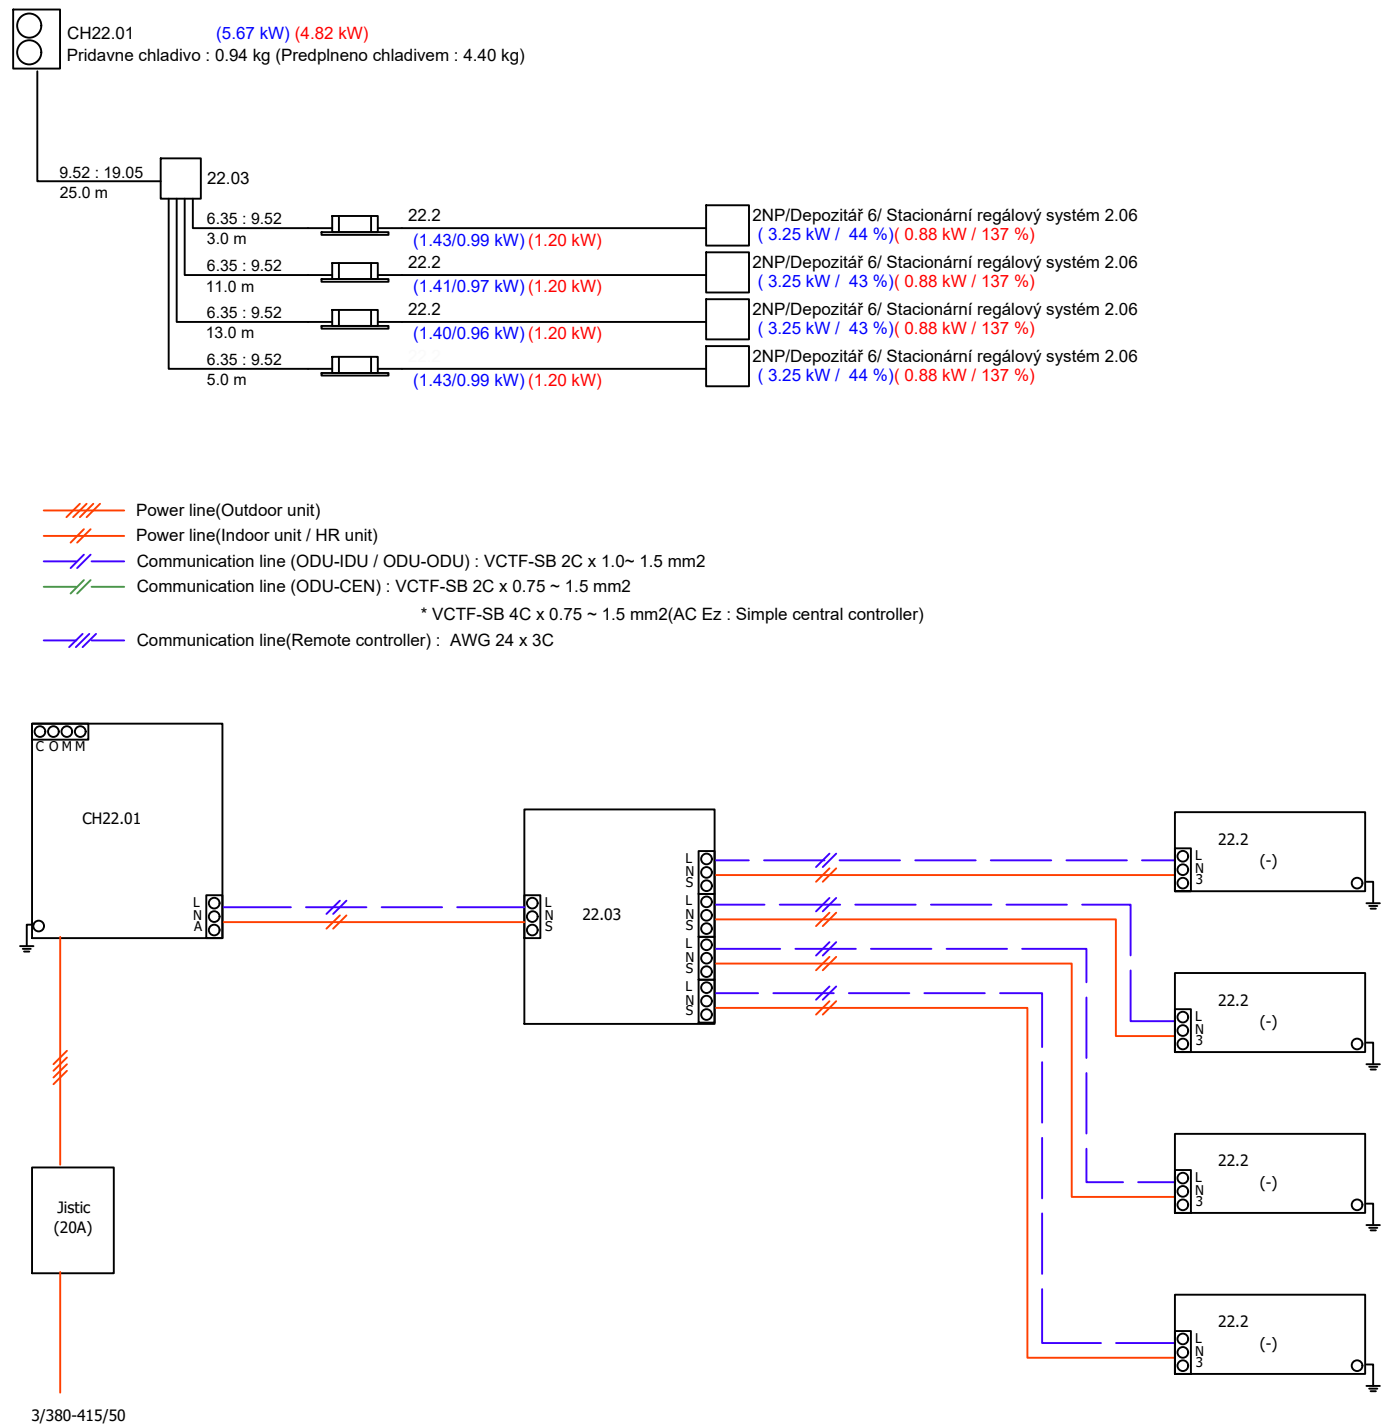 CH22.01 (5.67 kW) (4.82 kW)
Pridavne chladivo : 0.94 kg (Predplneno chladivem : 4.40 kg)
9.52 : 19.05
25.0 m
22.03
6.35 : 9.52
3.0 m
22.2
(1.43/0.99 kW) (1.20 kW)
2NP/Depozitář 6/ Stacionární regálový systém 2.06
( 3.25 kW / 44 %)( 0.88 kW / 137 %)
6.35 : 9.52
11.0 m
22.2
(1.41/0.97 kW) (1.20 kW)
2NP/Depozitář 6/ Stacionární regálový systém 2.06
( 3.25 kW / 43 %)( 0.88 kW / 137 %)
6.35 : 9.52
13.0 m
22.2
(1.40/0.96 kW) (1.20 kW)
2NP/Depozitář 6/ Stacionární regálový systém 2.06
( 3.25 kW / 43 %)( 0.88 kW / 137 %)
6.35 : 9.52
5.0 m
(1.43/0.99 kW) (1.20 kW)
2NP/Depozitář 6/ Stacionární regálový systém 2.06
( 3.25 kW / 44 %)( 0.88 kW / 137 %)
Power line(Outdoor unit)
Power line(Indoor unit / HR unit)
Communication line (ODU-IDU / ODU-ODU) : VCTF-SB 2C x 1.0~ 1.5 mm2
Communication line (ODU-CEN) : VCTF-SB 2C x 0.75 ~ 1.5 mm2
* VCTF-SB 4C x 0.75 ~ 1.5 mm2(AC Ez : Simple central controller)
Communication line(Remote controller) : AWG 24 x 3C
C O M M
CH22.01
L
N
A
L
N
S
22.03
L
N
S
L
N
S
L
N
S
L
N
S
22.2
(-)
L
N
3
22.2
(-)
L
N
3
22.2
(-)
L
N
3
22.2
(-)
L
N
3
Jistic
(20A)
3/380-415/50